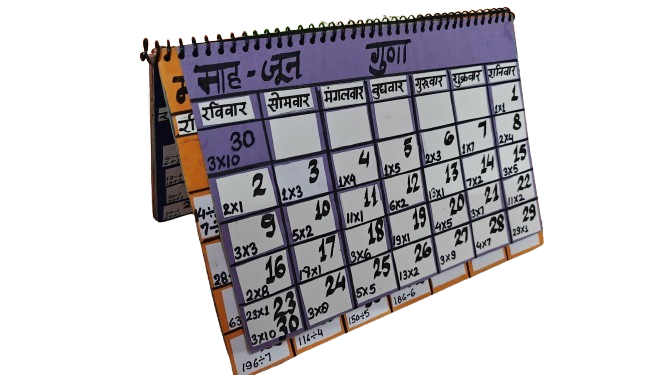 माह - जून गुणा
रविवार सोमवार मंगलवार बुधवार गुरुवार शुक्रवार शनिवार
30 1
3x10 1x1
2 3 4 5 6 7 8
2x1 1x3 1x4 1x5 2x3 1x7 2x4
9 10 11 12 13 14 15
3x3 5x2 11x1 6x2 13x1 7x2 3x5
16 17 18 19 20 21 22
2x8 3x6 19x1 4x5 3x7 11x2
23 24 25 26 27 28 29
23x1 3x8 5x5 13x2 9x9 4x7 29x1
30
3x10
196÷7 116÷4 150÷5 186-6